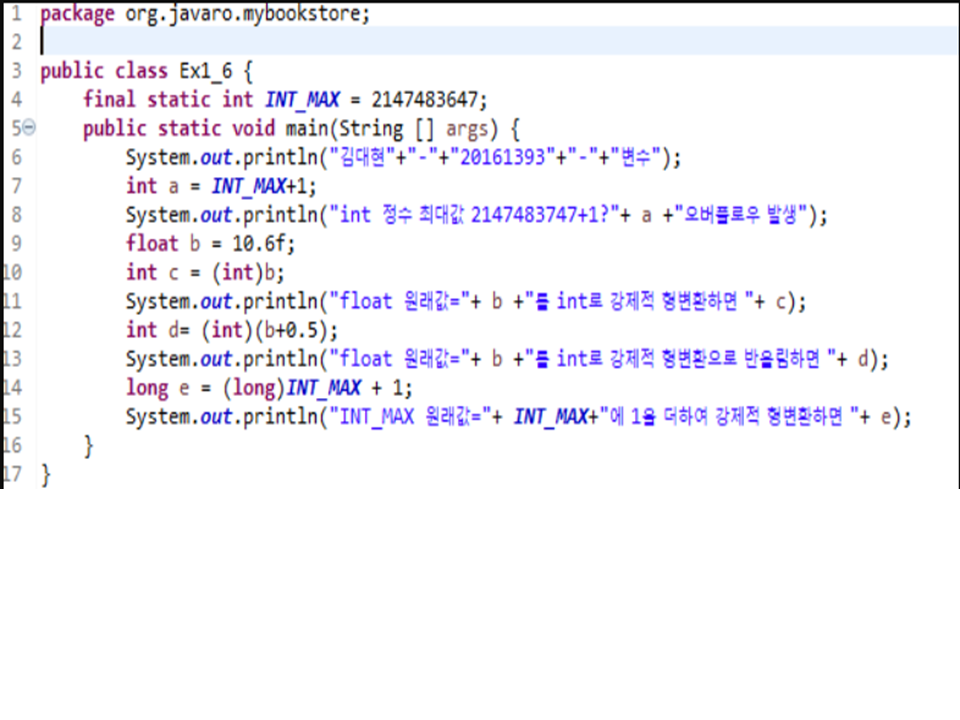 1 package org.javaro.mybookstore;
2
3 public class Ex1_6 {
4 final static int INT_MAX = 2147483647;
5 public static void main(String [] args) {
6 System.out.println("김대현"+"-"+"20161393"+"-"+"변수");
7 int a = INT_MAX+1;
8 System.out.println("int 정수 최대값 2147483747+1?"+ a +"오버플로우 발생");
9 float b = 10.6f;
10 int c = (int)b;
11 System.out.println("float 원래값="+ b +"를 int로 강제적 형변환하면 "+ c);
12 int d= (int)(b+0.5);
13 System.out.println("float 원래값="+ b +"를 int로 강제적 형변환으로 반올림하면 "+ d);
14 long e = (long)INT_MAX + 1;
15 System.out.println("INT_MAX 원래값="+ INT_MAX+"에 1을 더하여 강제적 형변환하면 "+ e);
16 }
17 }